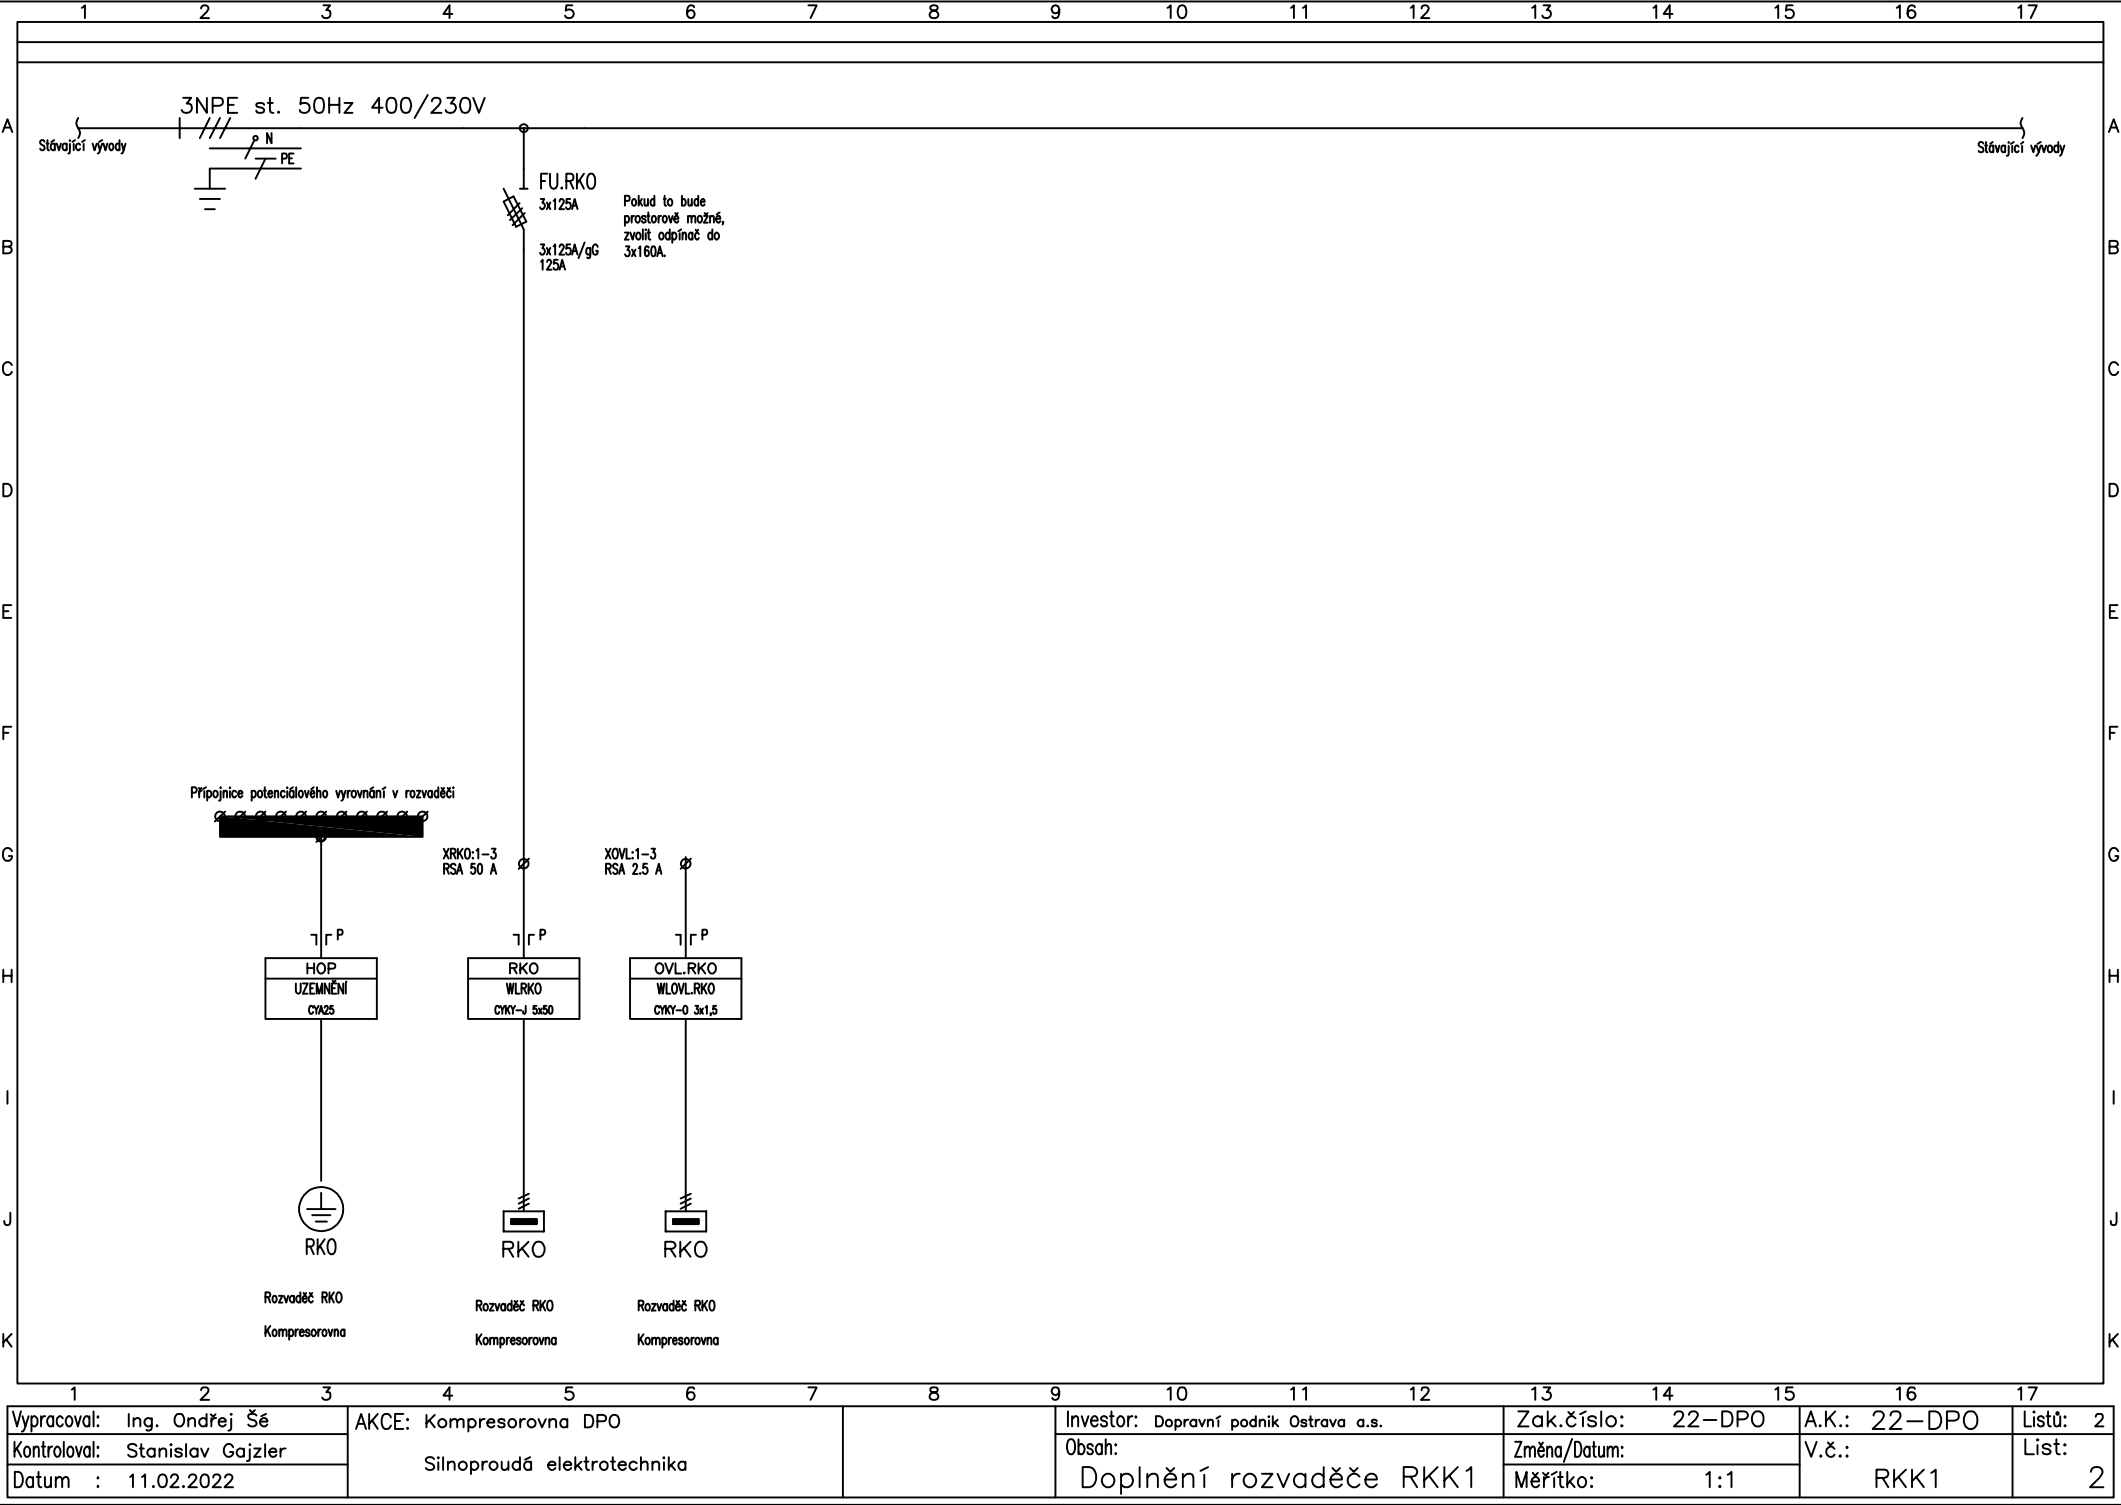 1 2 3 4 5 6 7 8 9 10 11 12 13 14 15 16 17
3NPE st. 50Hz 400/230V
A A
Stávající vývody
N
Stávající vývody
PE
FU.RKO
3x125A
Pokud to bude
prostorově možné,
zvolit odpínač do
3x160A.
B B
3x125A/gG
125A
C C
D D
E E
F F
Přípojnice potenciálového vyrovnání v rozvaděči
G G
XRKO:1-3
RSA 50 A
XOVL:1-3
RSA 2.5 A
P P P
H H
HOP
UZEMNĚNÍ
CYA25
RKO
WLRKO
CYKY-J 5x50
OVL.RKO
WLOVL.RKO
CYKY-O 3x1,5
I I
J J
RKO RKO RKO
Rozvaděč RKO
Kompresorovna
Rozvaděč RKO
Kompresorovna
Rozvaděč RKO
Kompresorovna
K K
1 2 3 4 5 6 7 8 9 10 11 12 13 14 15 16 17
Vypracoval: Ing. Ondřej Šé
Kontroloval: Stanislav Gajzler
Datum : 11.02.2022
AKCE: Kompresorovna DPO
Silnoproudá elektrotechnika
Investor: Dopravní podnik Ostrava a.s.
Obsah:
Doplnění rozvaděče RKK1
Zak.číslo: 22-DPO
Změna/Datum:
Měřítko: 1:1
A.K.: 22-DPO
V.č.:
RKK1
Listů: 2
List:
2